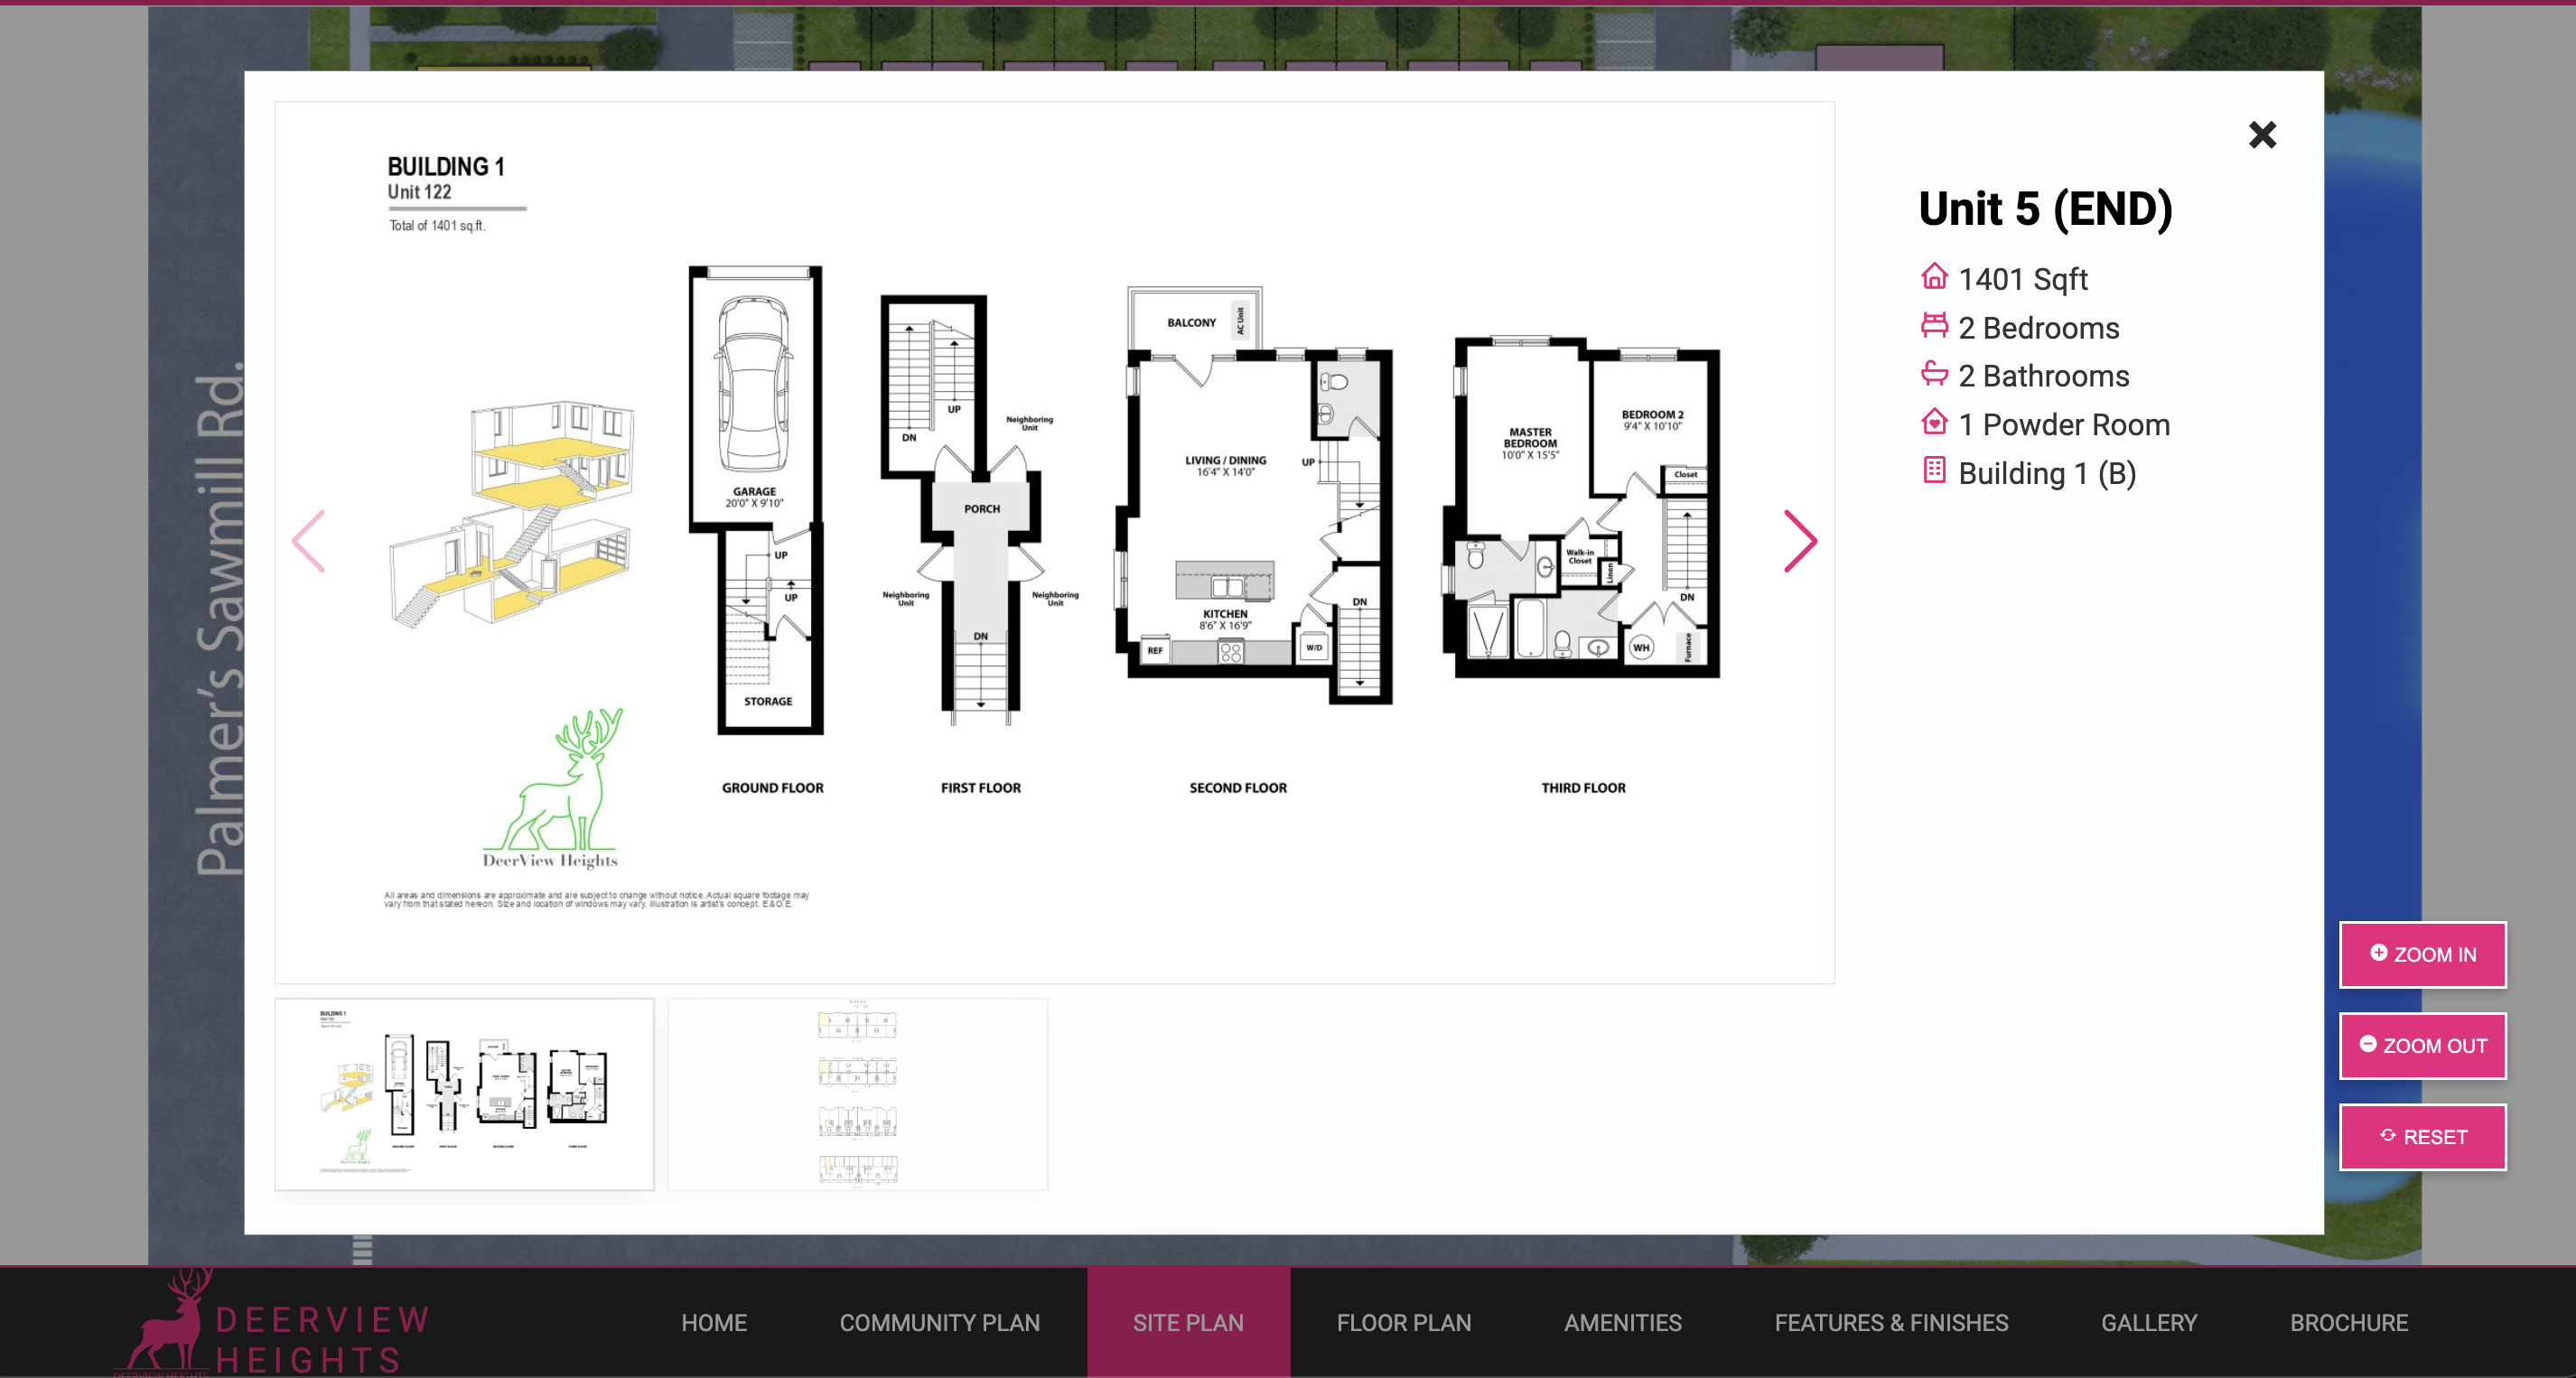 Palmer's Sawmill Rd.
BUILDING 1
Unit 122
Total of 1401 sq.ft.
GARAGE
20'0" X 9'10"
UP
UP
STORAGE
GROUND FLOOR
UP
DN
Neighboring
Unit
PORCH
Neighboring
Unit
Neighboring
Unit
DN
FIRST FLOOR
BALCONY
AC Unit
LIVING / DINING
16'4" X 14'0"
UP
KITCHEN
8'6" X 16'9"
REF
W/D
DN
SECOND FLOOR
MASTER
BEDROOM
10'0" X 15'5"
BEDROOM 2
9'4" X 10'10"
Closet
Walk-in
Closet
Linen
DN
WH
Furnace
THIRD FLOOR
DeerView Heights
All areas and dimensions are approximate and are subject to change without notice. Actual square footage may
vary from that stated hereon. Size and location of windows may vary. Illustration is artist's concept. E.&O.E.
Unit 5 (END)
1401 Sqft
2 Bedrooms
2 Bathrooms
1 Powder Room
Building 1 (B)
BUILDING 1
ZOOM IN
ZOOM OUT
RESET
DEERVIEW
HEIGHTS
HOME
COMMUNITY PLAN
SITE PLAN
FLOOR PLAN
AMENITIES
FEATURES & FINISHES
GALLERY
BROCHURE